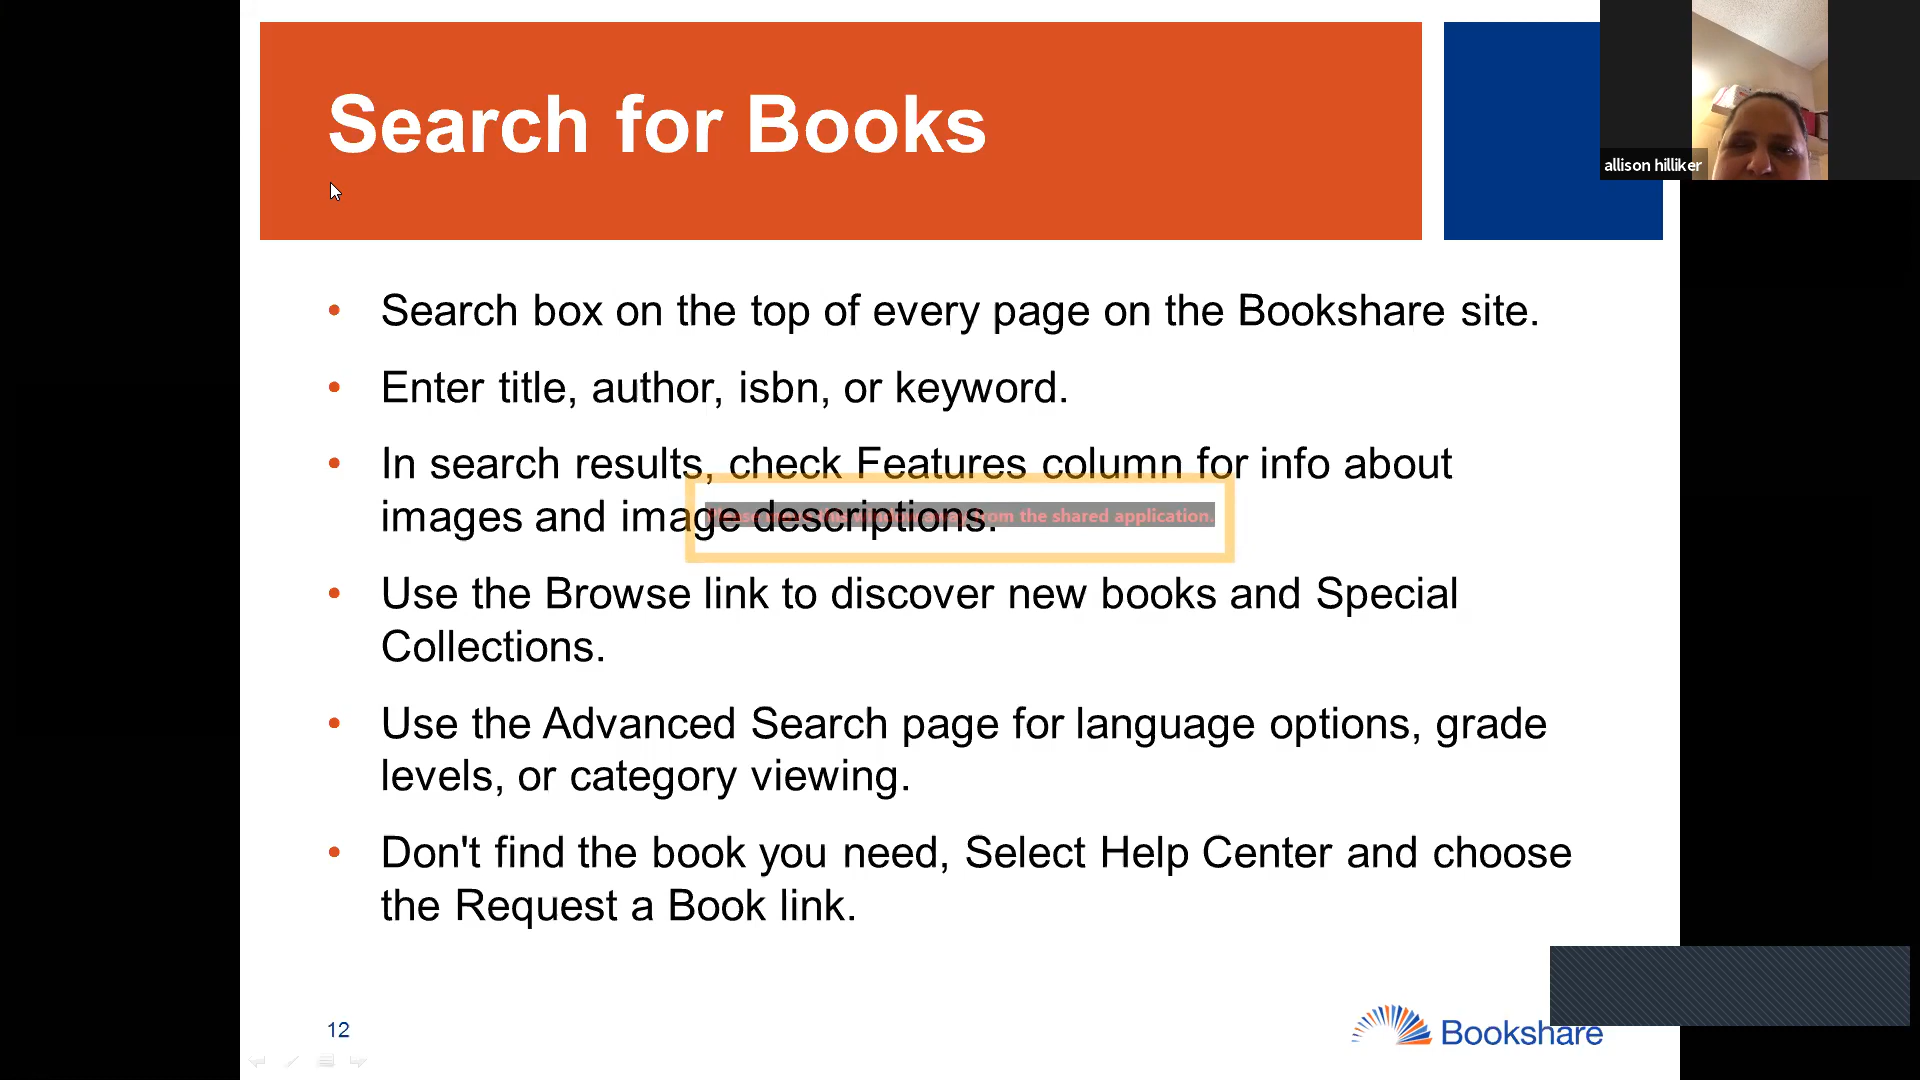 Search for Books
allison hilliker
• Search box on the top of every page on the Bookshare site.
• Enter title, author, isbn, or keyword.
• In search results, check Features column for info about
images and image descriptions.
from the shared application.
• Use the Browse link to discover new books and Special
Collections.
• Use the Advanced Search page for language options, grade
levels, or category viewing.
• Don't find the book you need, Select Help Center and choose
the Request a Book link.
12
Bookshare